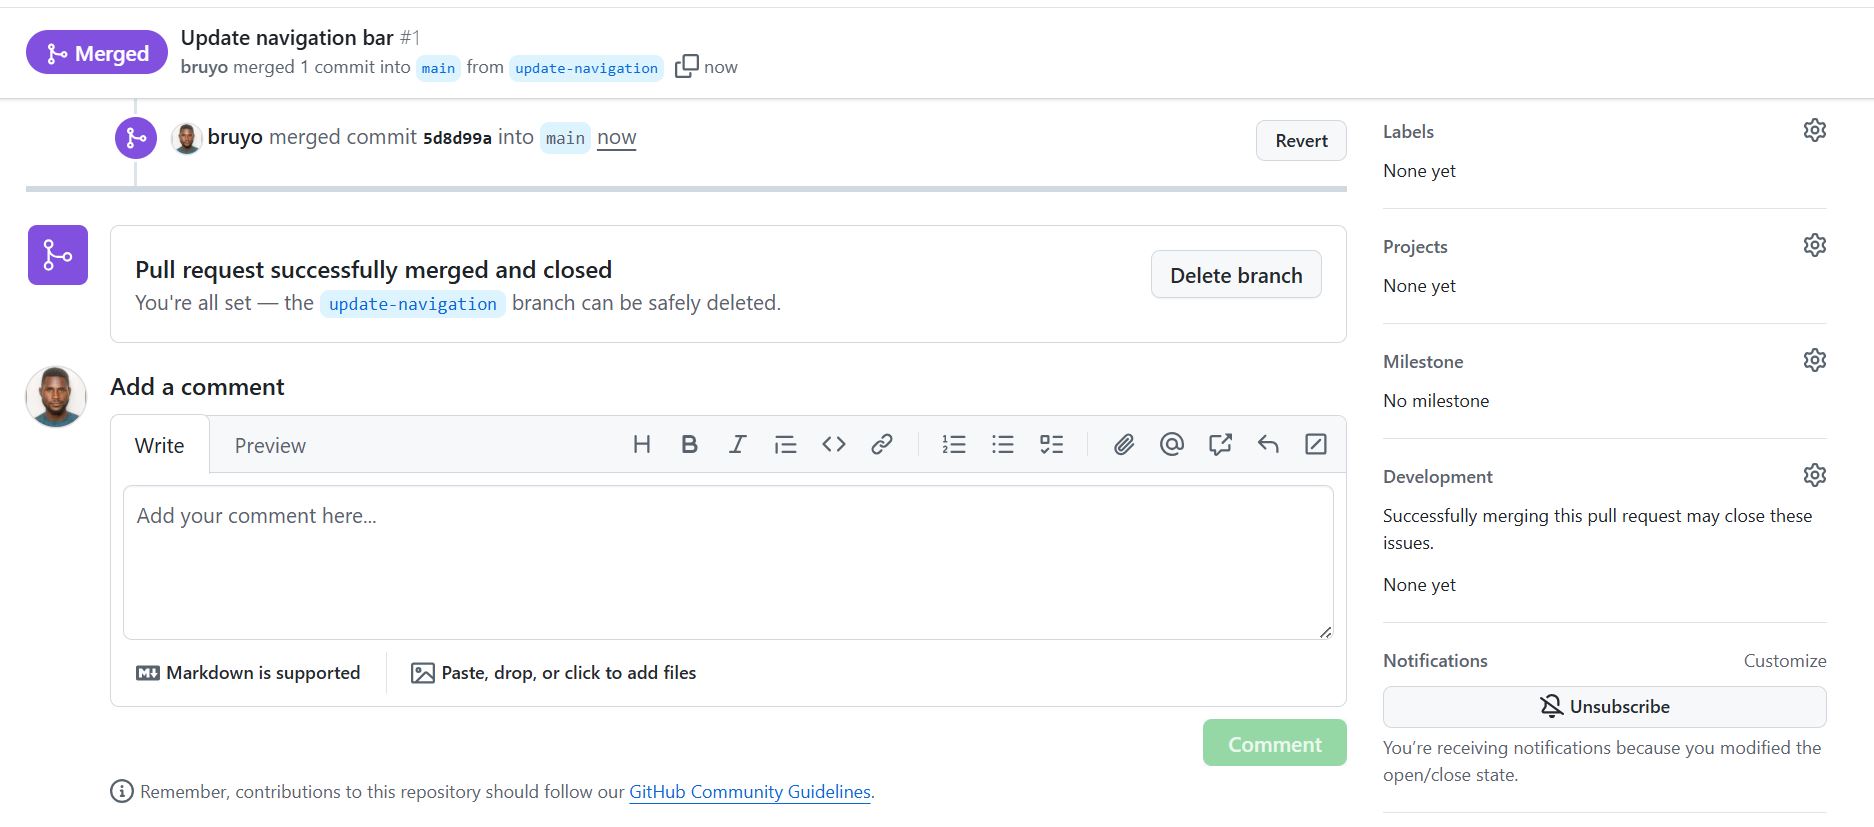 Merged
Update navigation bar #1
bruyo merged 1 commit into main from update-navigation now
bruyo merged commit 5d8d99a into main now
Revert
Pull request successfully merged and closed
You're all set — the update-navigation branch can be safely deleted.
Delete branch
Add a comment
Write
Preview
Add your comment here...
Markdown is supported
Paste, drop, or click to add files
Comment
Remember, contributions to this repository should follow our GitHub Community Guidelines.
Labels
None yet
Projects
None yet
Milestone
No milestone
Development
Successfully merging this pull request may close these
issues.
None yet
Notifications
Customize
Unsubscribe
You’re receiving notifications because you modified the
open/close state.